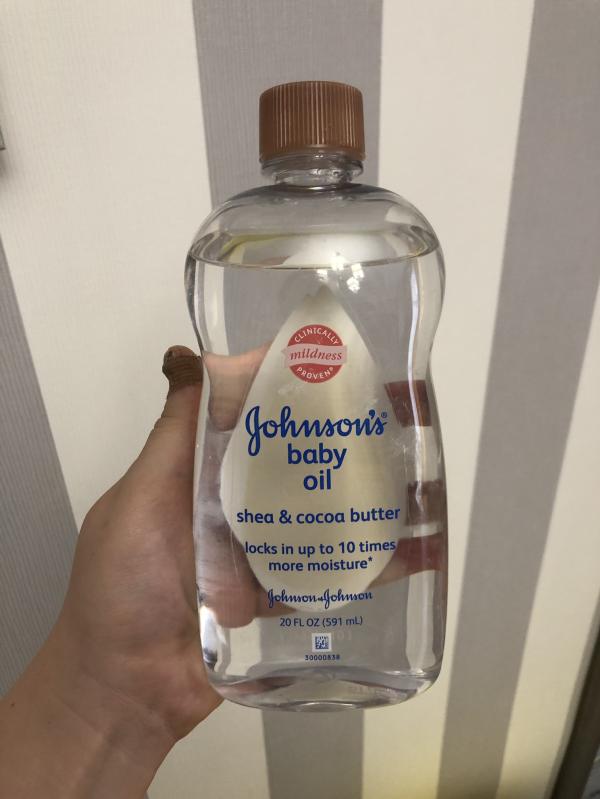 CLINICALLY
mildness
PROVEN®
Johnson's®
baby
oil
shea & cocoa butter
locks in up to 10 times
more moisture*
Johnson & Johnson
20 FL OZ (591 mL)
30000838